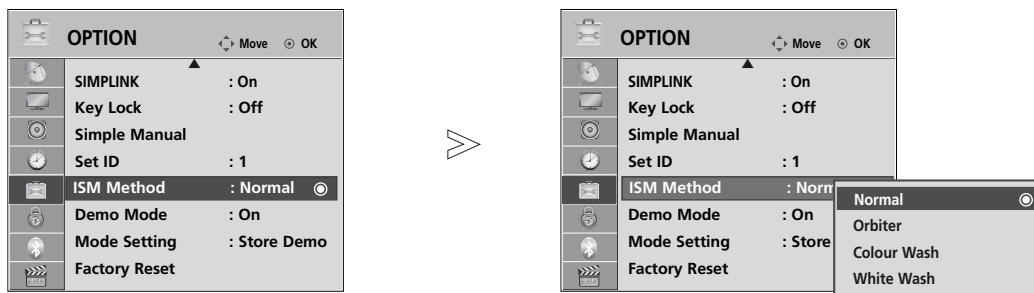 OPTION Move OK
SIMPLINK : On
Key Lock : Off
Simple Manual
Set ID : 1
ISM Method : Normal
Demo Mode : On
Mode Setting : Store Demo
Factory Reset
OPTION Move OK
SIMPLINK : On
Key Lock : Off
Simple Manual
Set ID : 1
ISM Method : Norm
Demo Mode : On
Mode Setting : Store
Factory Reset
Normal
Orbiter
Colour Wash
White Wash